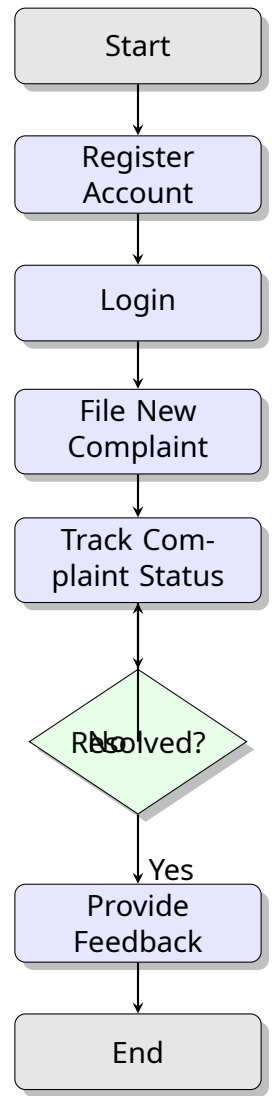 Start
Register
Account
Login
File New
Complaint
Track Com-
plaint Status
Resolved?
No
Yes
Provide
Feedback
End